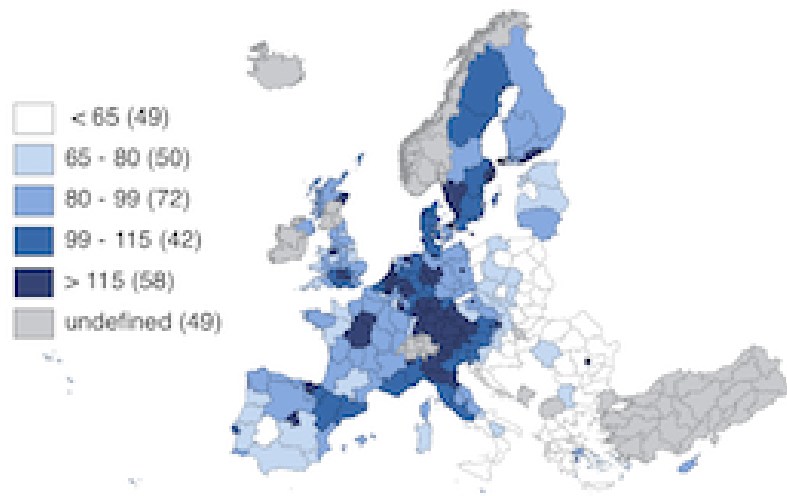 < 65 (49)
65 - 80 (50)
80 - 99 (72)
99 - 115 (42)
> 115 (58)
undefined (49)